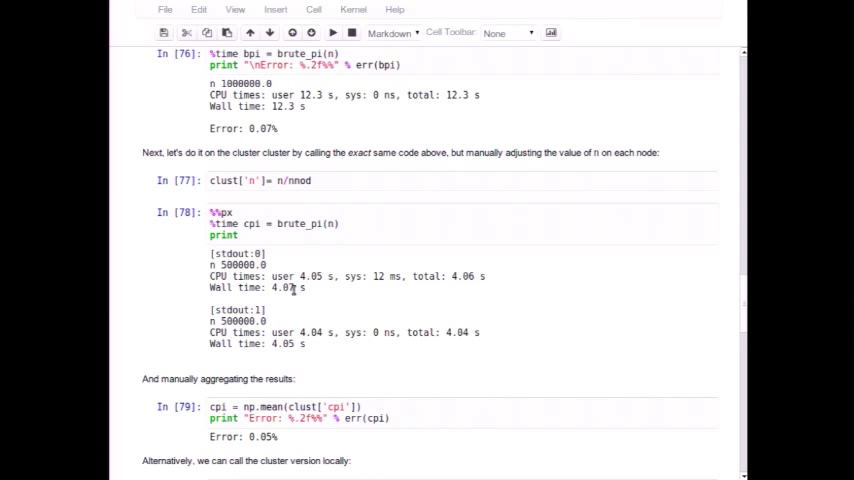 File Edit View Insert Cell Kernel Help
Markdown Cell Toolbar: None
In [76]: %time bpi = brute_pi(n)
print "\nError: %.2f%%" % err(bpi)
n 1000000.0
CPU times: user 12.3 s, sys: 0 ns, total: 12.3 s
Wall time: 12.3 s
Error: 0.07%
Next, let's do it on the cluster cluster by calling the exact same code above, but manually adjusting the value of n on each node:
In [77]: clust['n']= n/nnod
In [78]: %%px
%time cpi = brute_pi(n)
print
[stdout:0]
n 500000.0
CPU times: user 4.05 s, sys: 12 ms, total: 4.06 s
Wall time: 4.07 s
[stdout:1]
n 500000.0
CPU times: user 4.04 s, sys: 0 ns, total: 4.04 s
Wall time: 4.05 s
And manually aggregating the results:
In [79]: cpi = np.mean(clust['cpi'])
print "Error: %.2f%%" % err(cpi)
Error: 0.05%
Alternatively, we can call the cluster version locally: